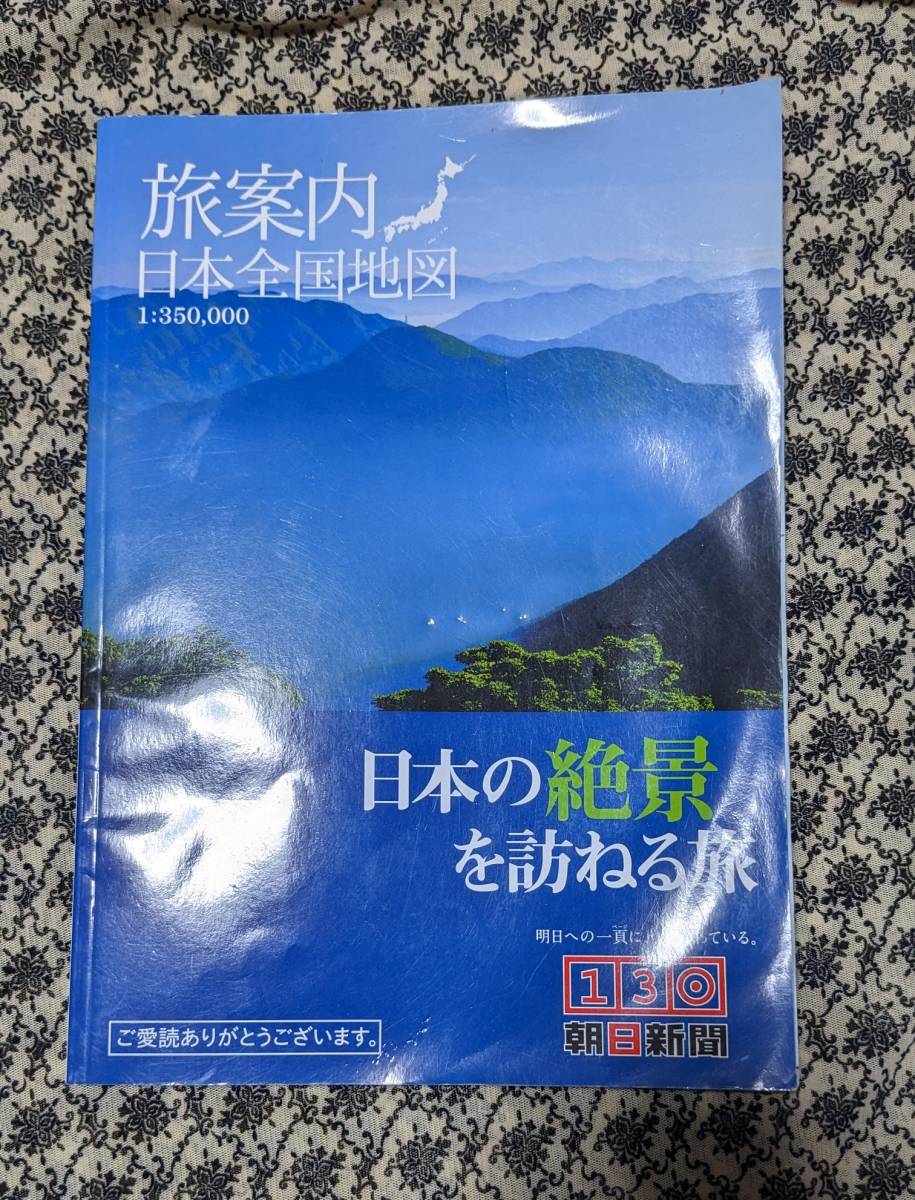 旅案内
日本全国地図
1:350,000
日本の絶景
を訪ねる旅
明日への一頁に
ている。
130
朝日新聞
ご愛読ありがとうございます。